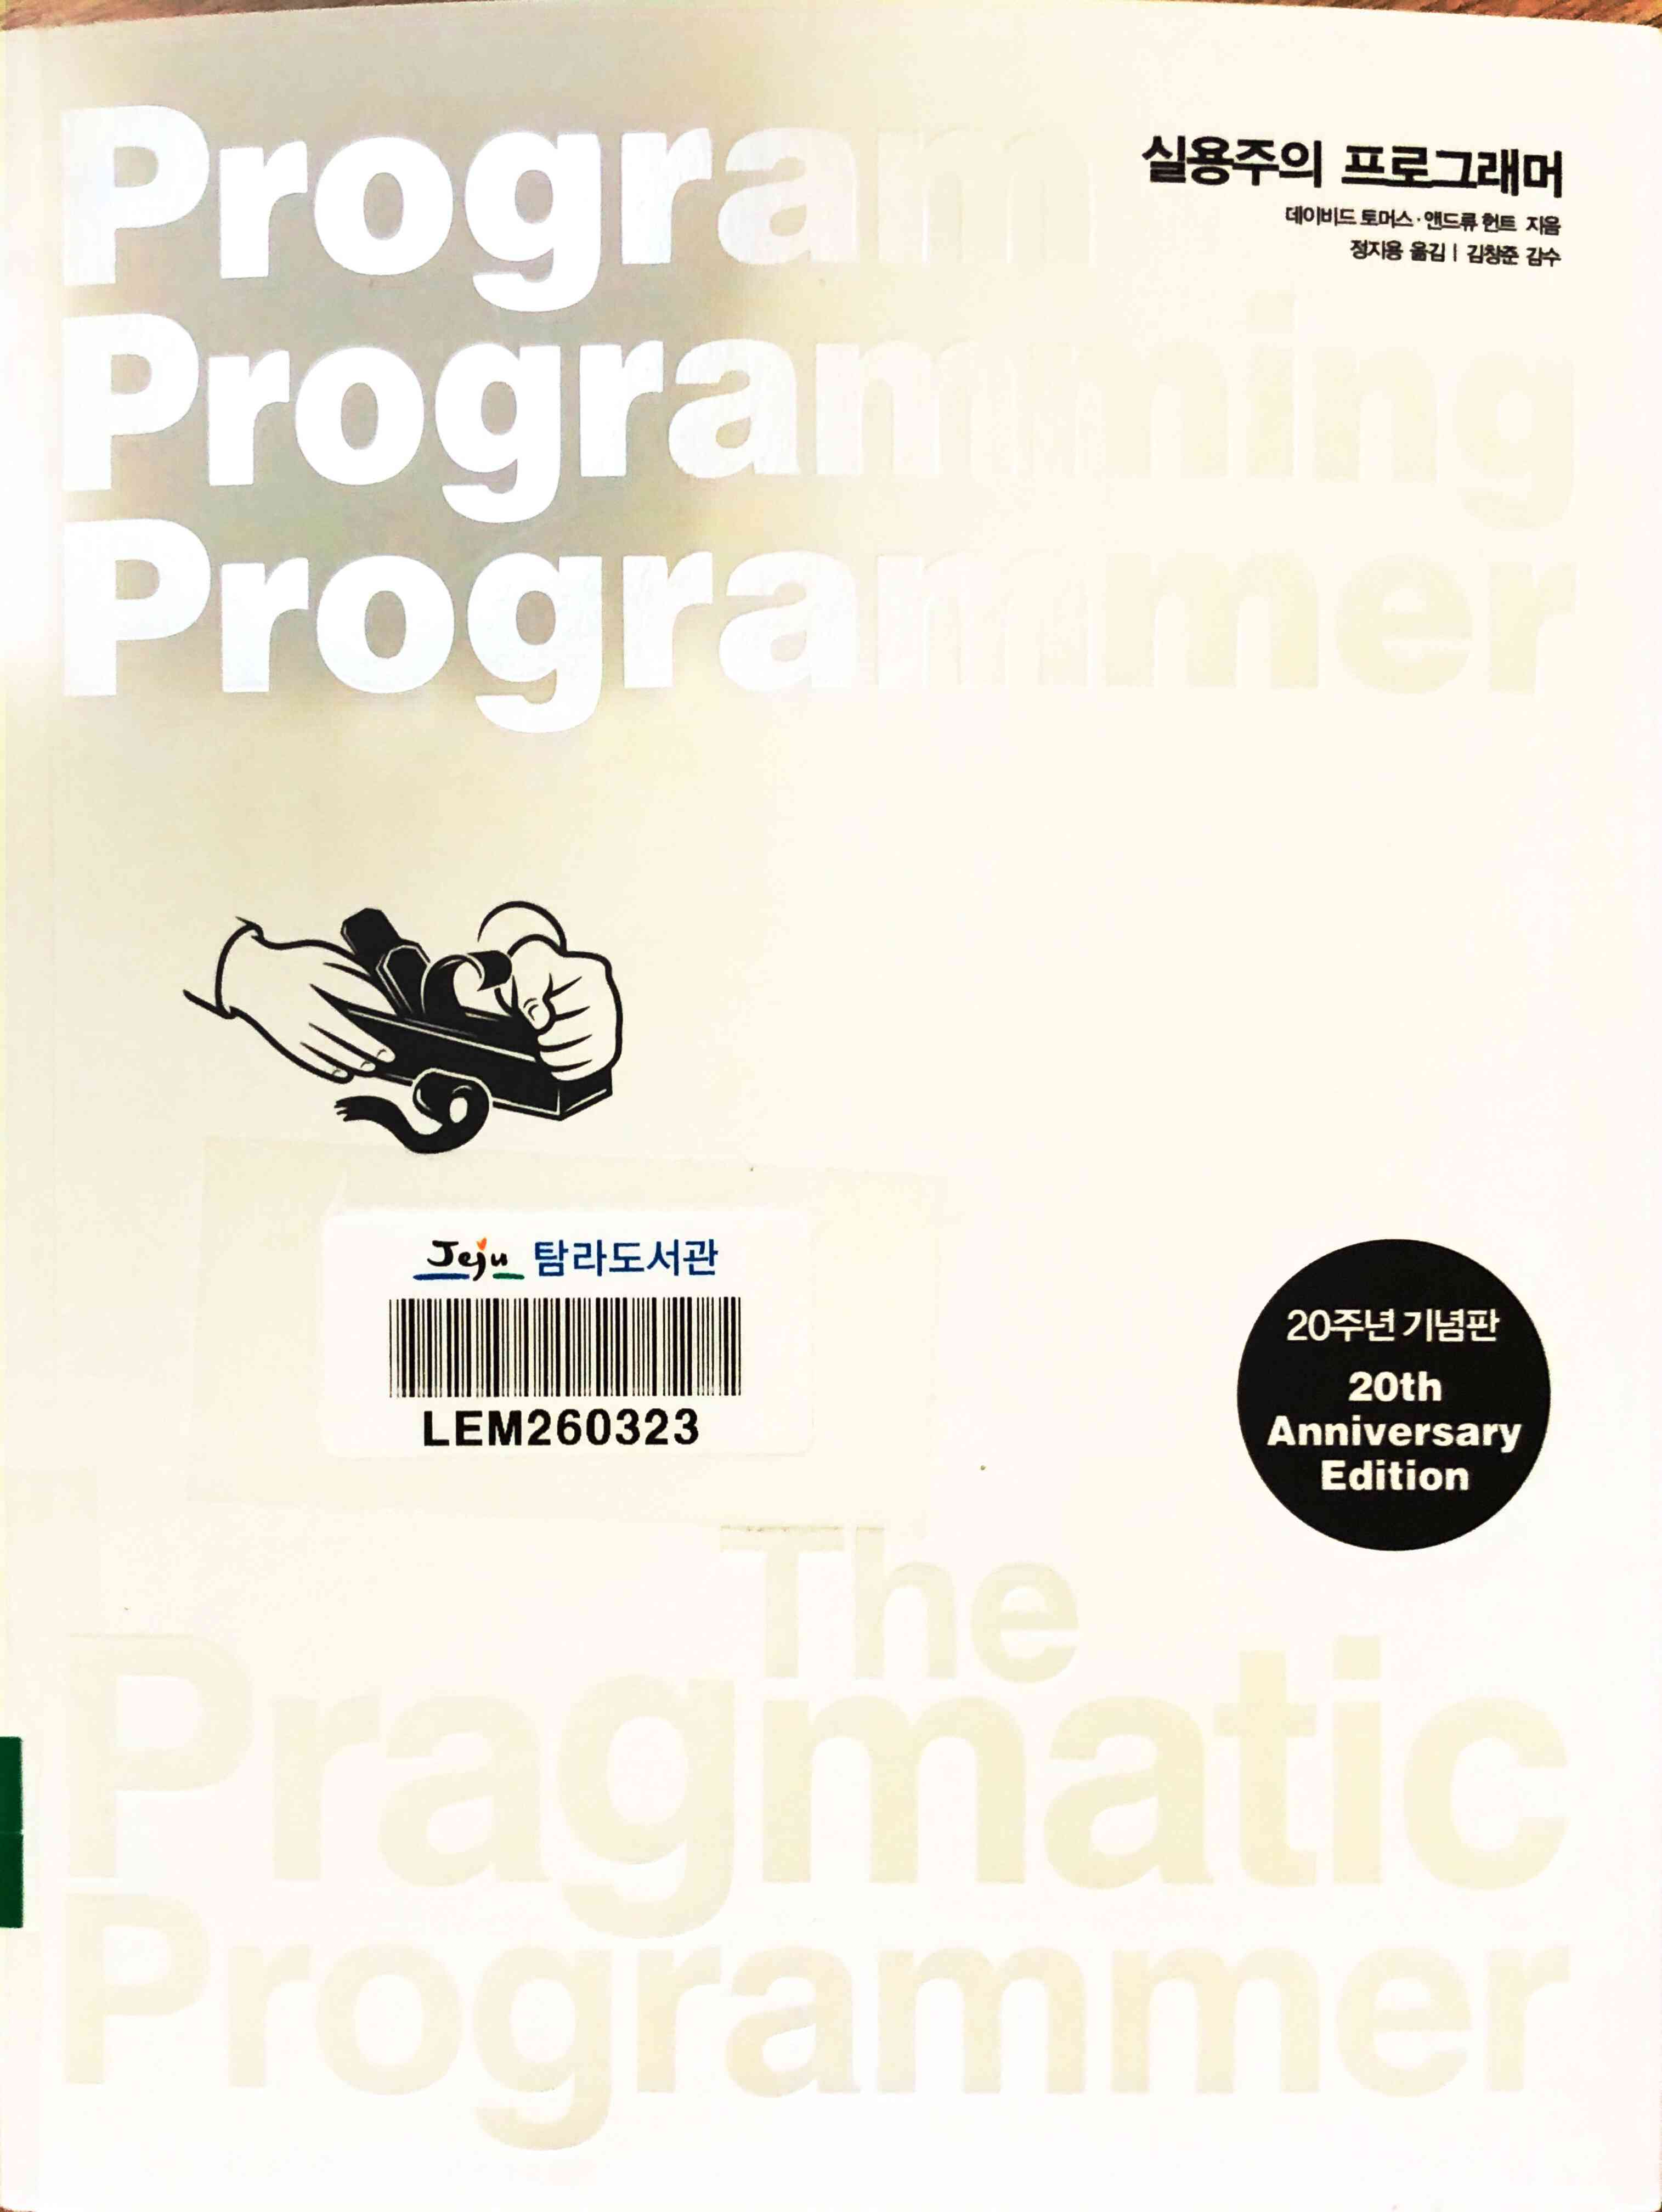 Program
Programming
Programmer
실용주의 프로그래머
데이비드 토머스·앤드류 헌트 지음
정지용 옮김 | 김창준 감수
Jeju 탐라도서관
LEM260323
20주년 기념판
20th
Anniversary
Edition
The
Pragmatic
Programmer